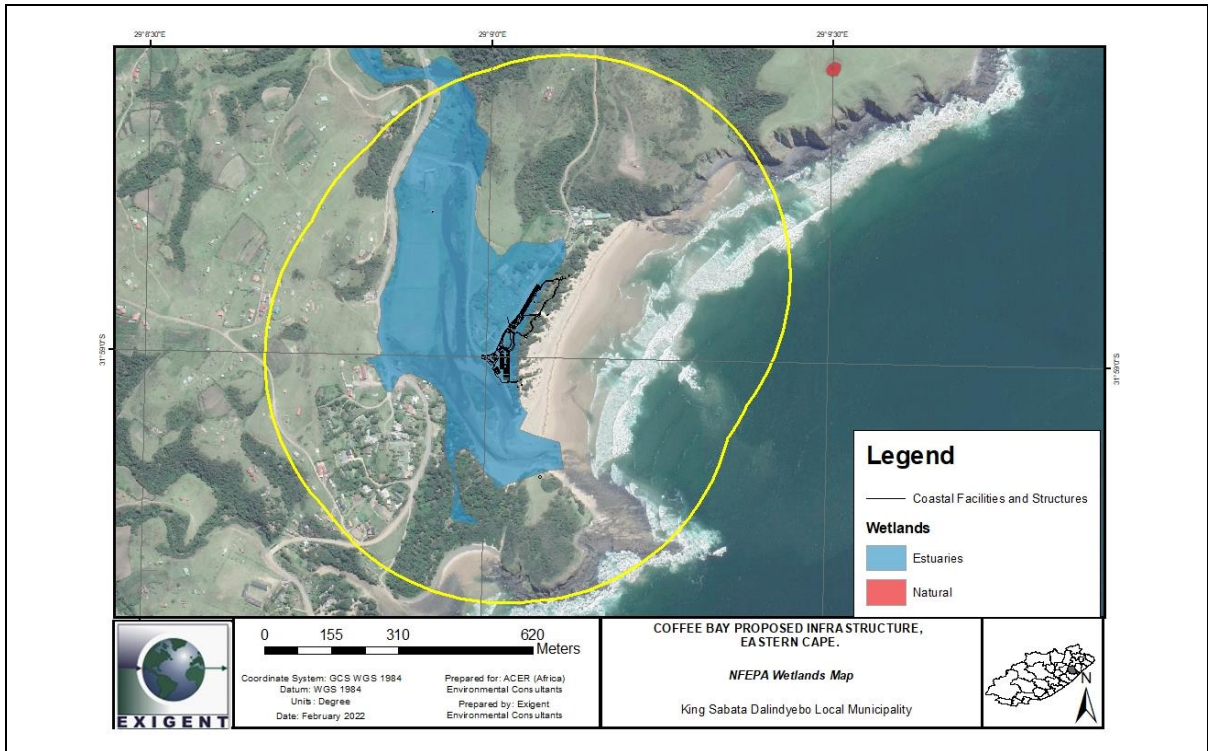 29°8'30"E
29°9'0"E
29°9'30"E
31°59'0"S
31°59'0"S
Legend
Coastal Facilities and Structures
Wetlands
Estuaries
Natural
EXIGENT
0 155 310 620
Meters
Coordinate System: GCS WGS 1984
Datum: WGS 1984
Units: Degree
Date: February 2022
Prepared for: ACER (Africa)
Environmental Consultants
Prepared by: Exigent
Environmental Consultants
COFFEE BAY PROPOSED INFRASTRUCTURE,
EASTERN CAPE.
NFEPA Wetlands Map
King Sabata Dalindyebo Local Municipality
N